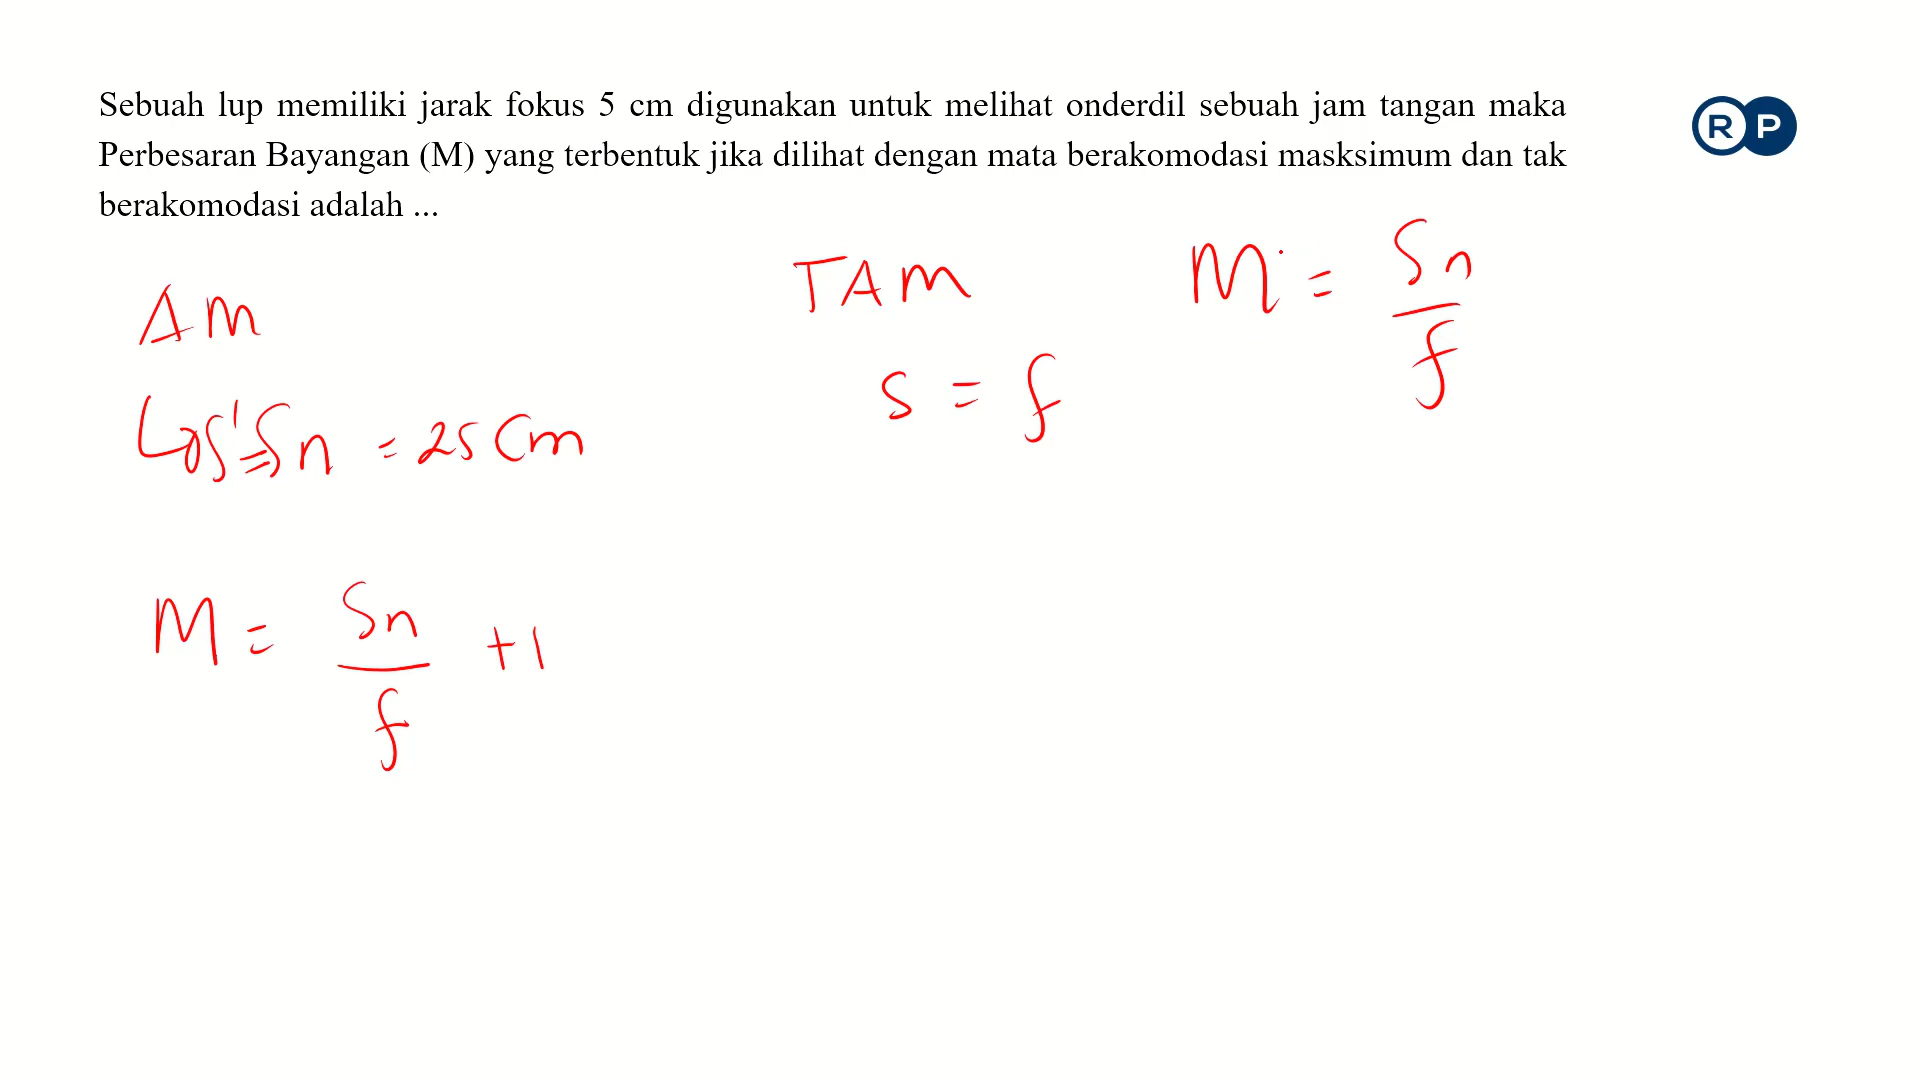 Sebuah lup memiliki jarak fokus 5 cm digunakan untuk melihat onderdil sebuah jam tangan maka
Perbesaran Bayangan (M) yang terbentuk jika dilihat dengan mata berakomodasi masksimum dan tak
berakomodasi adalah ...
RP
AM
TAM
M = Sn/f
s = f
s' = Sn = 25 cm
M = Sn/f + 1